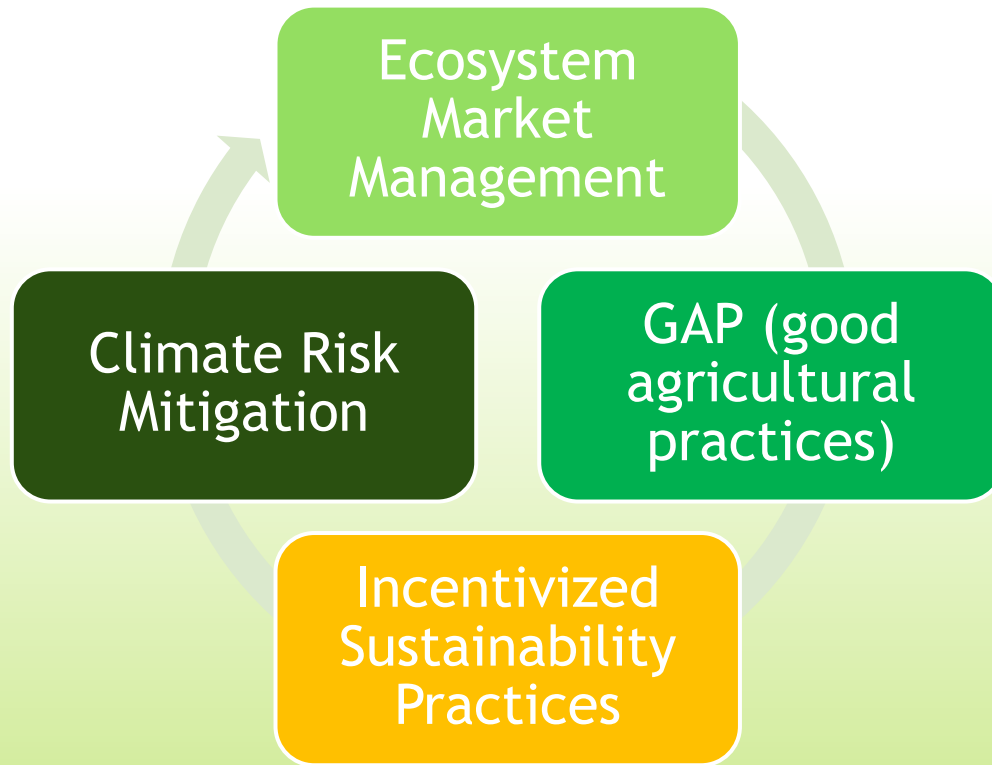 Ecosystem
Market
Management
GAP (good
agricultural
practices)
Incentivized
Sustainability
Practices
Climate Risk
Mitigation